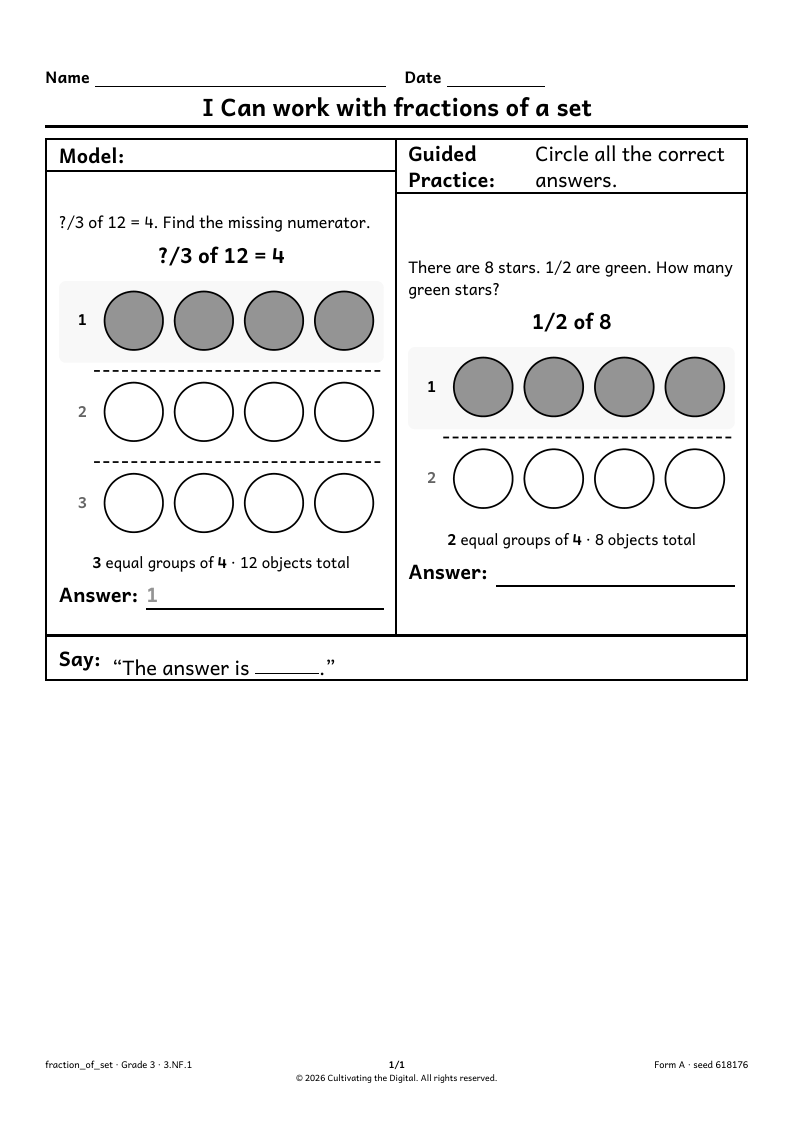 Name Date
I Can work with fractions of a set
Model:
?/3 of 12 = 4. Find the missing numerator.
?/3 of 12 = 4
1
2
3
3 equal groups of 4 · 12 objects total
Answer: 1
Guided Practice: Circle all the correct answers.
There are 8 stars. 1/2 are green. How many
green stars?
1/2 of 8
1
2
2 equal groups of 4 · 8 objects total
Answer:
Say: “The answer is ______.”
fraction_of_set · Grade 3 · 3.NF.1 1/1 Form A · seed 618176
© 2026 Cultivating the Digital. All rights reserved.